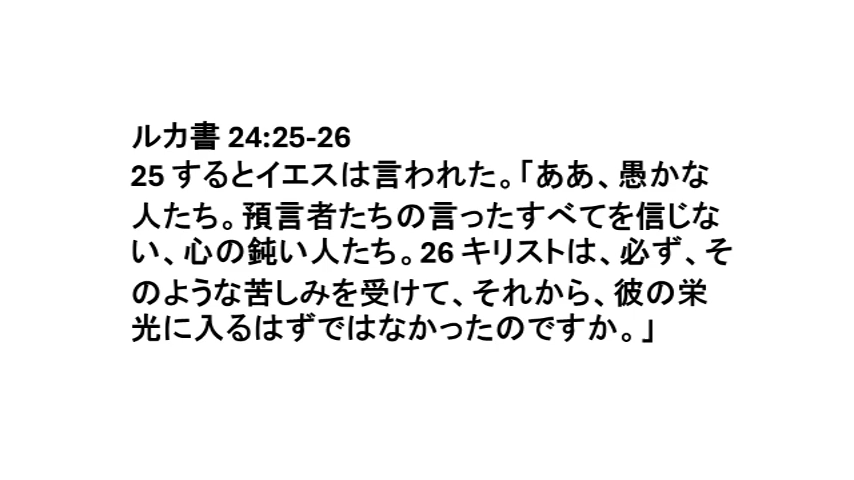 ルカ書 24:25-26
25 するとイエスは言われた。「ああ、愚かな
人たち。預言者たちの言ったすべてを信じな
い、心の鈍い人たち。26 キリストは、必ず、そ
のような苦しみを受けて、それから、彼の栄
光に入るはずではなかったのですか。」